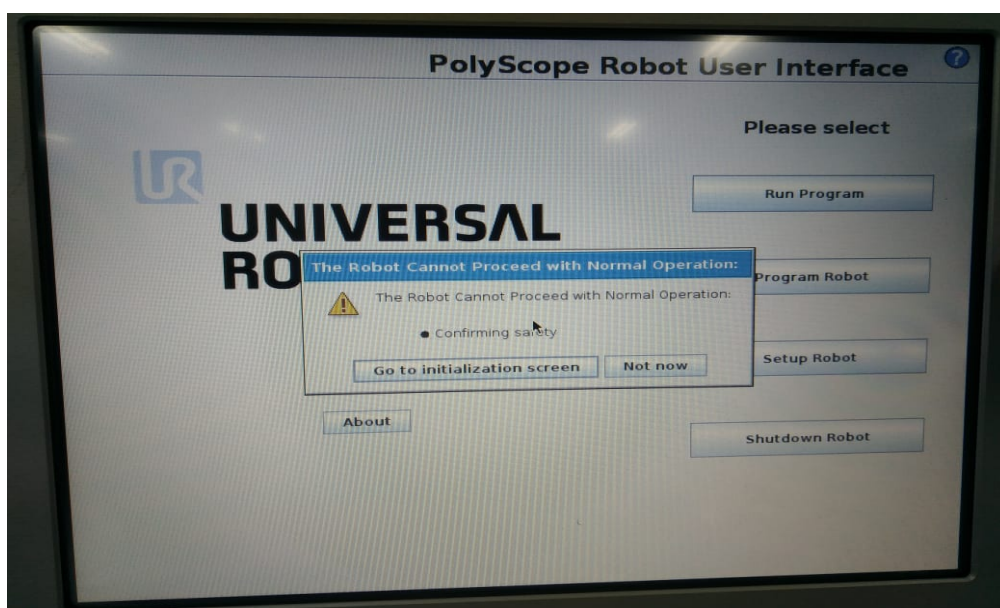 PolyScope Robot User Interface
?
Please select
UR
Run Program
UNIVERSAL
RO
The Robot Cannot Proceed with Normal Operation:
Program Robot
The Robot Cannot Proceed with Normal Operation:
Confirming safety
Go to initialization screen
Not now
Setup Robot
About
Shutdown Robot